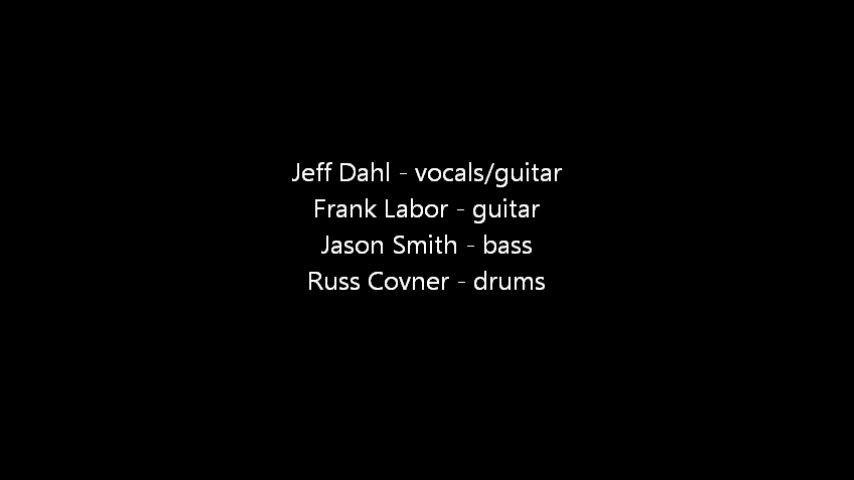 Jeff Dahl - vocals/guitar
Frank Labor - guitar
Jason Smith - bass
Russ Covner - drums